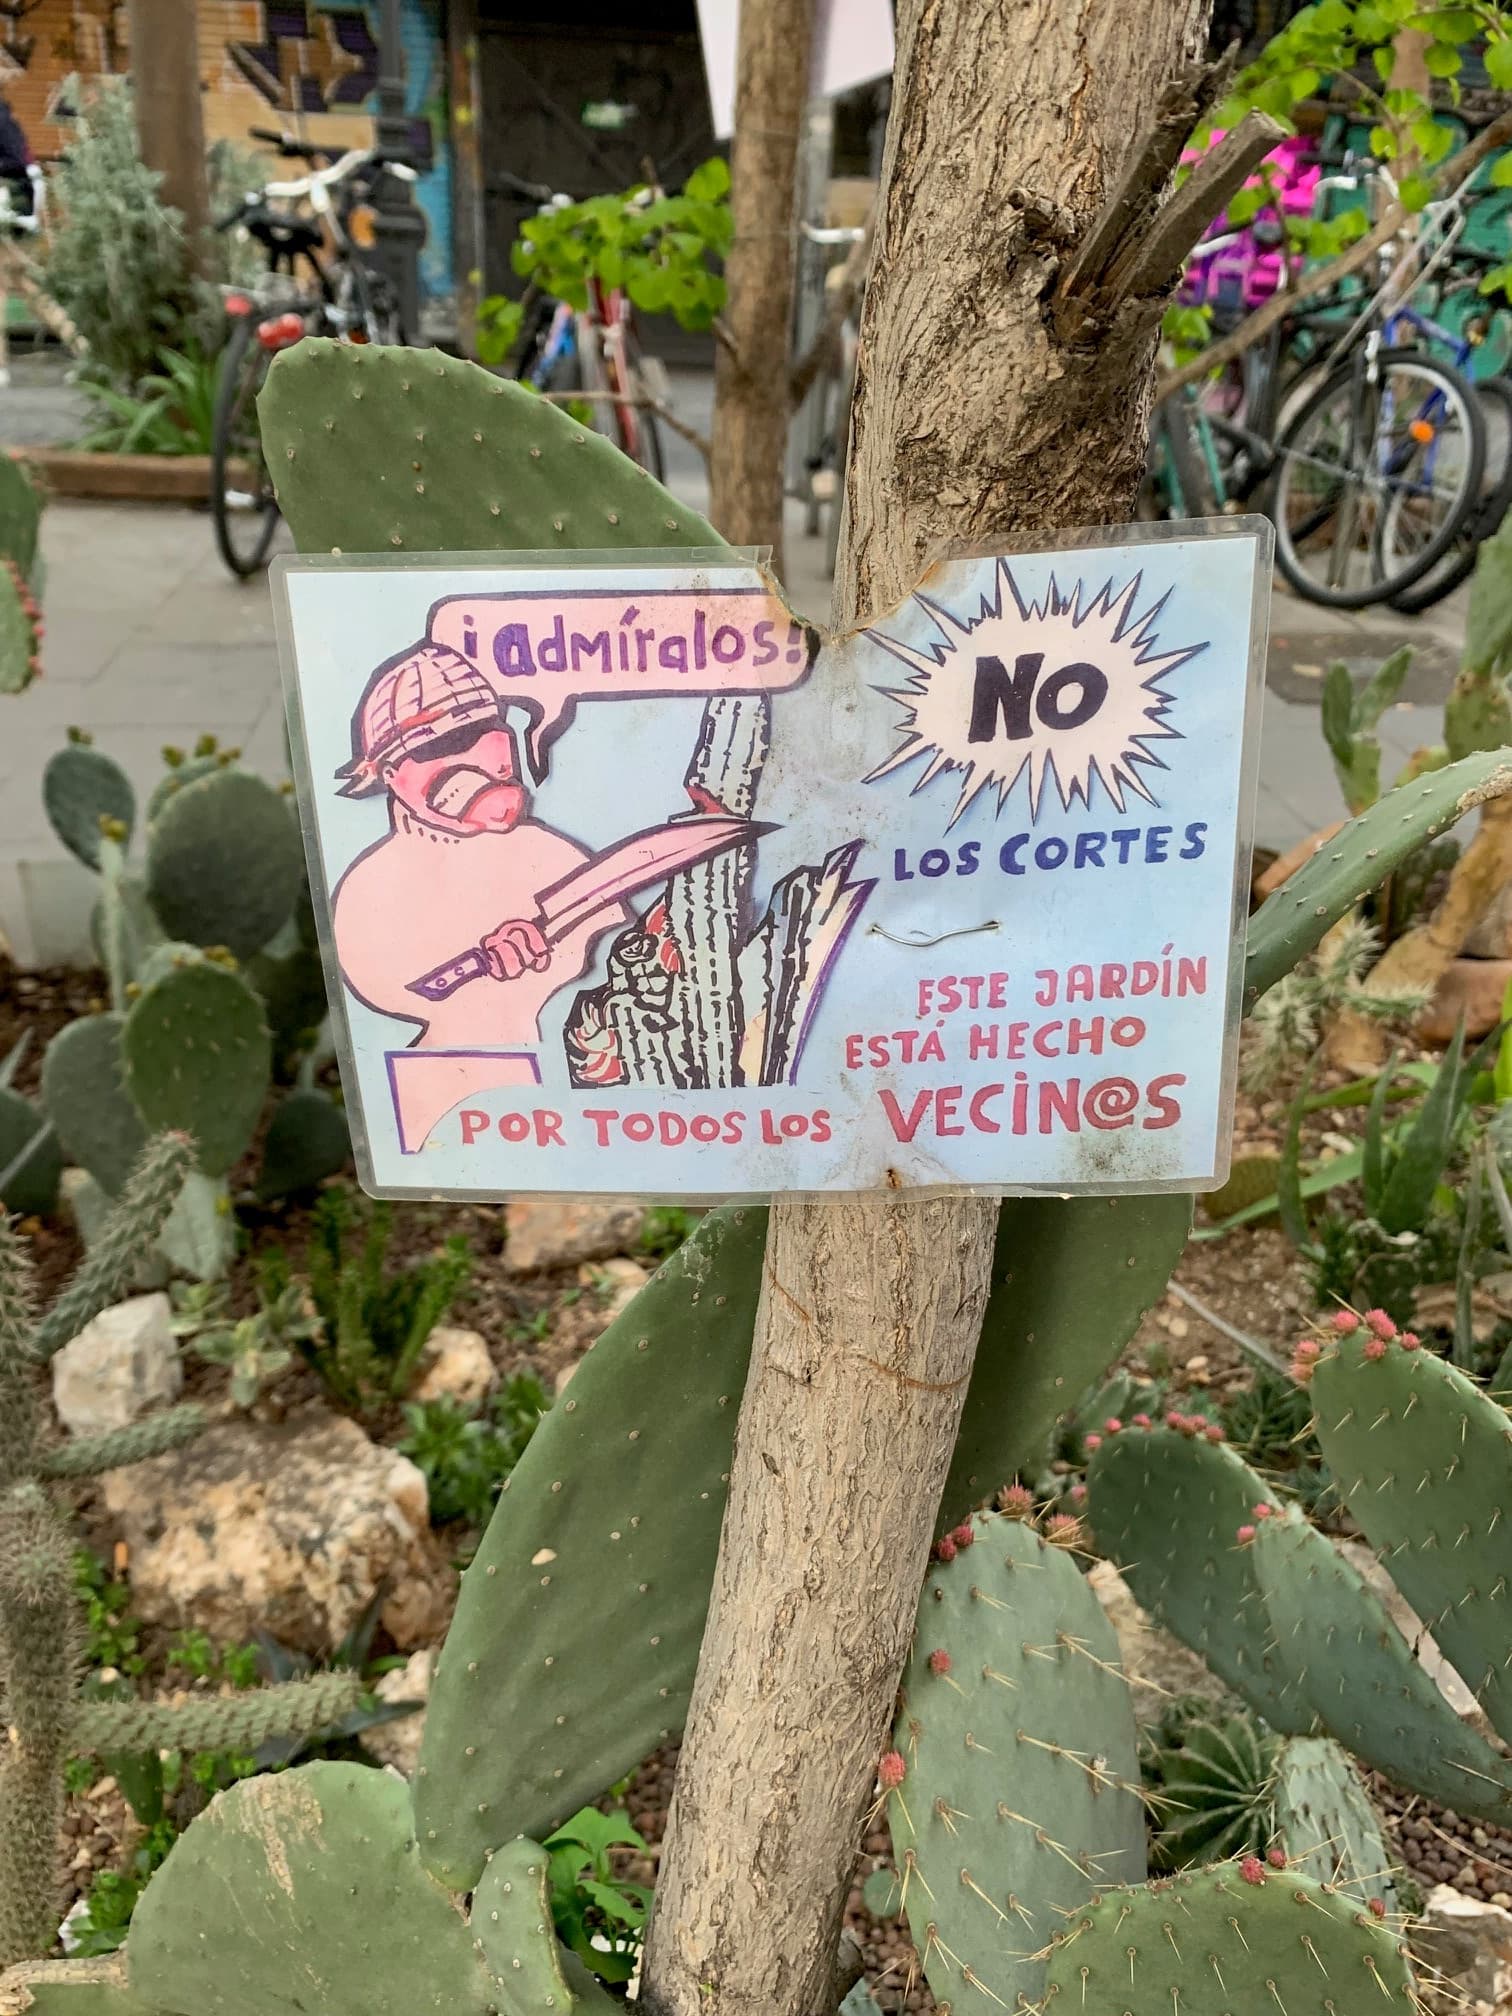 ¡admíralos!
NO
LOS CORTES
ESTE JARDÍN
ESTÁ HECHO
POR TODOS LOS VECIN@S